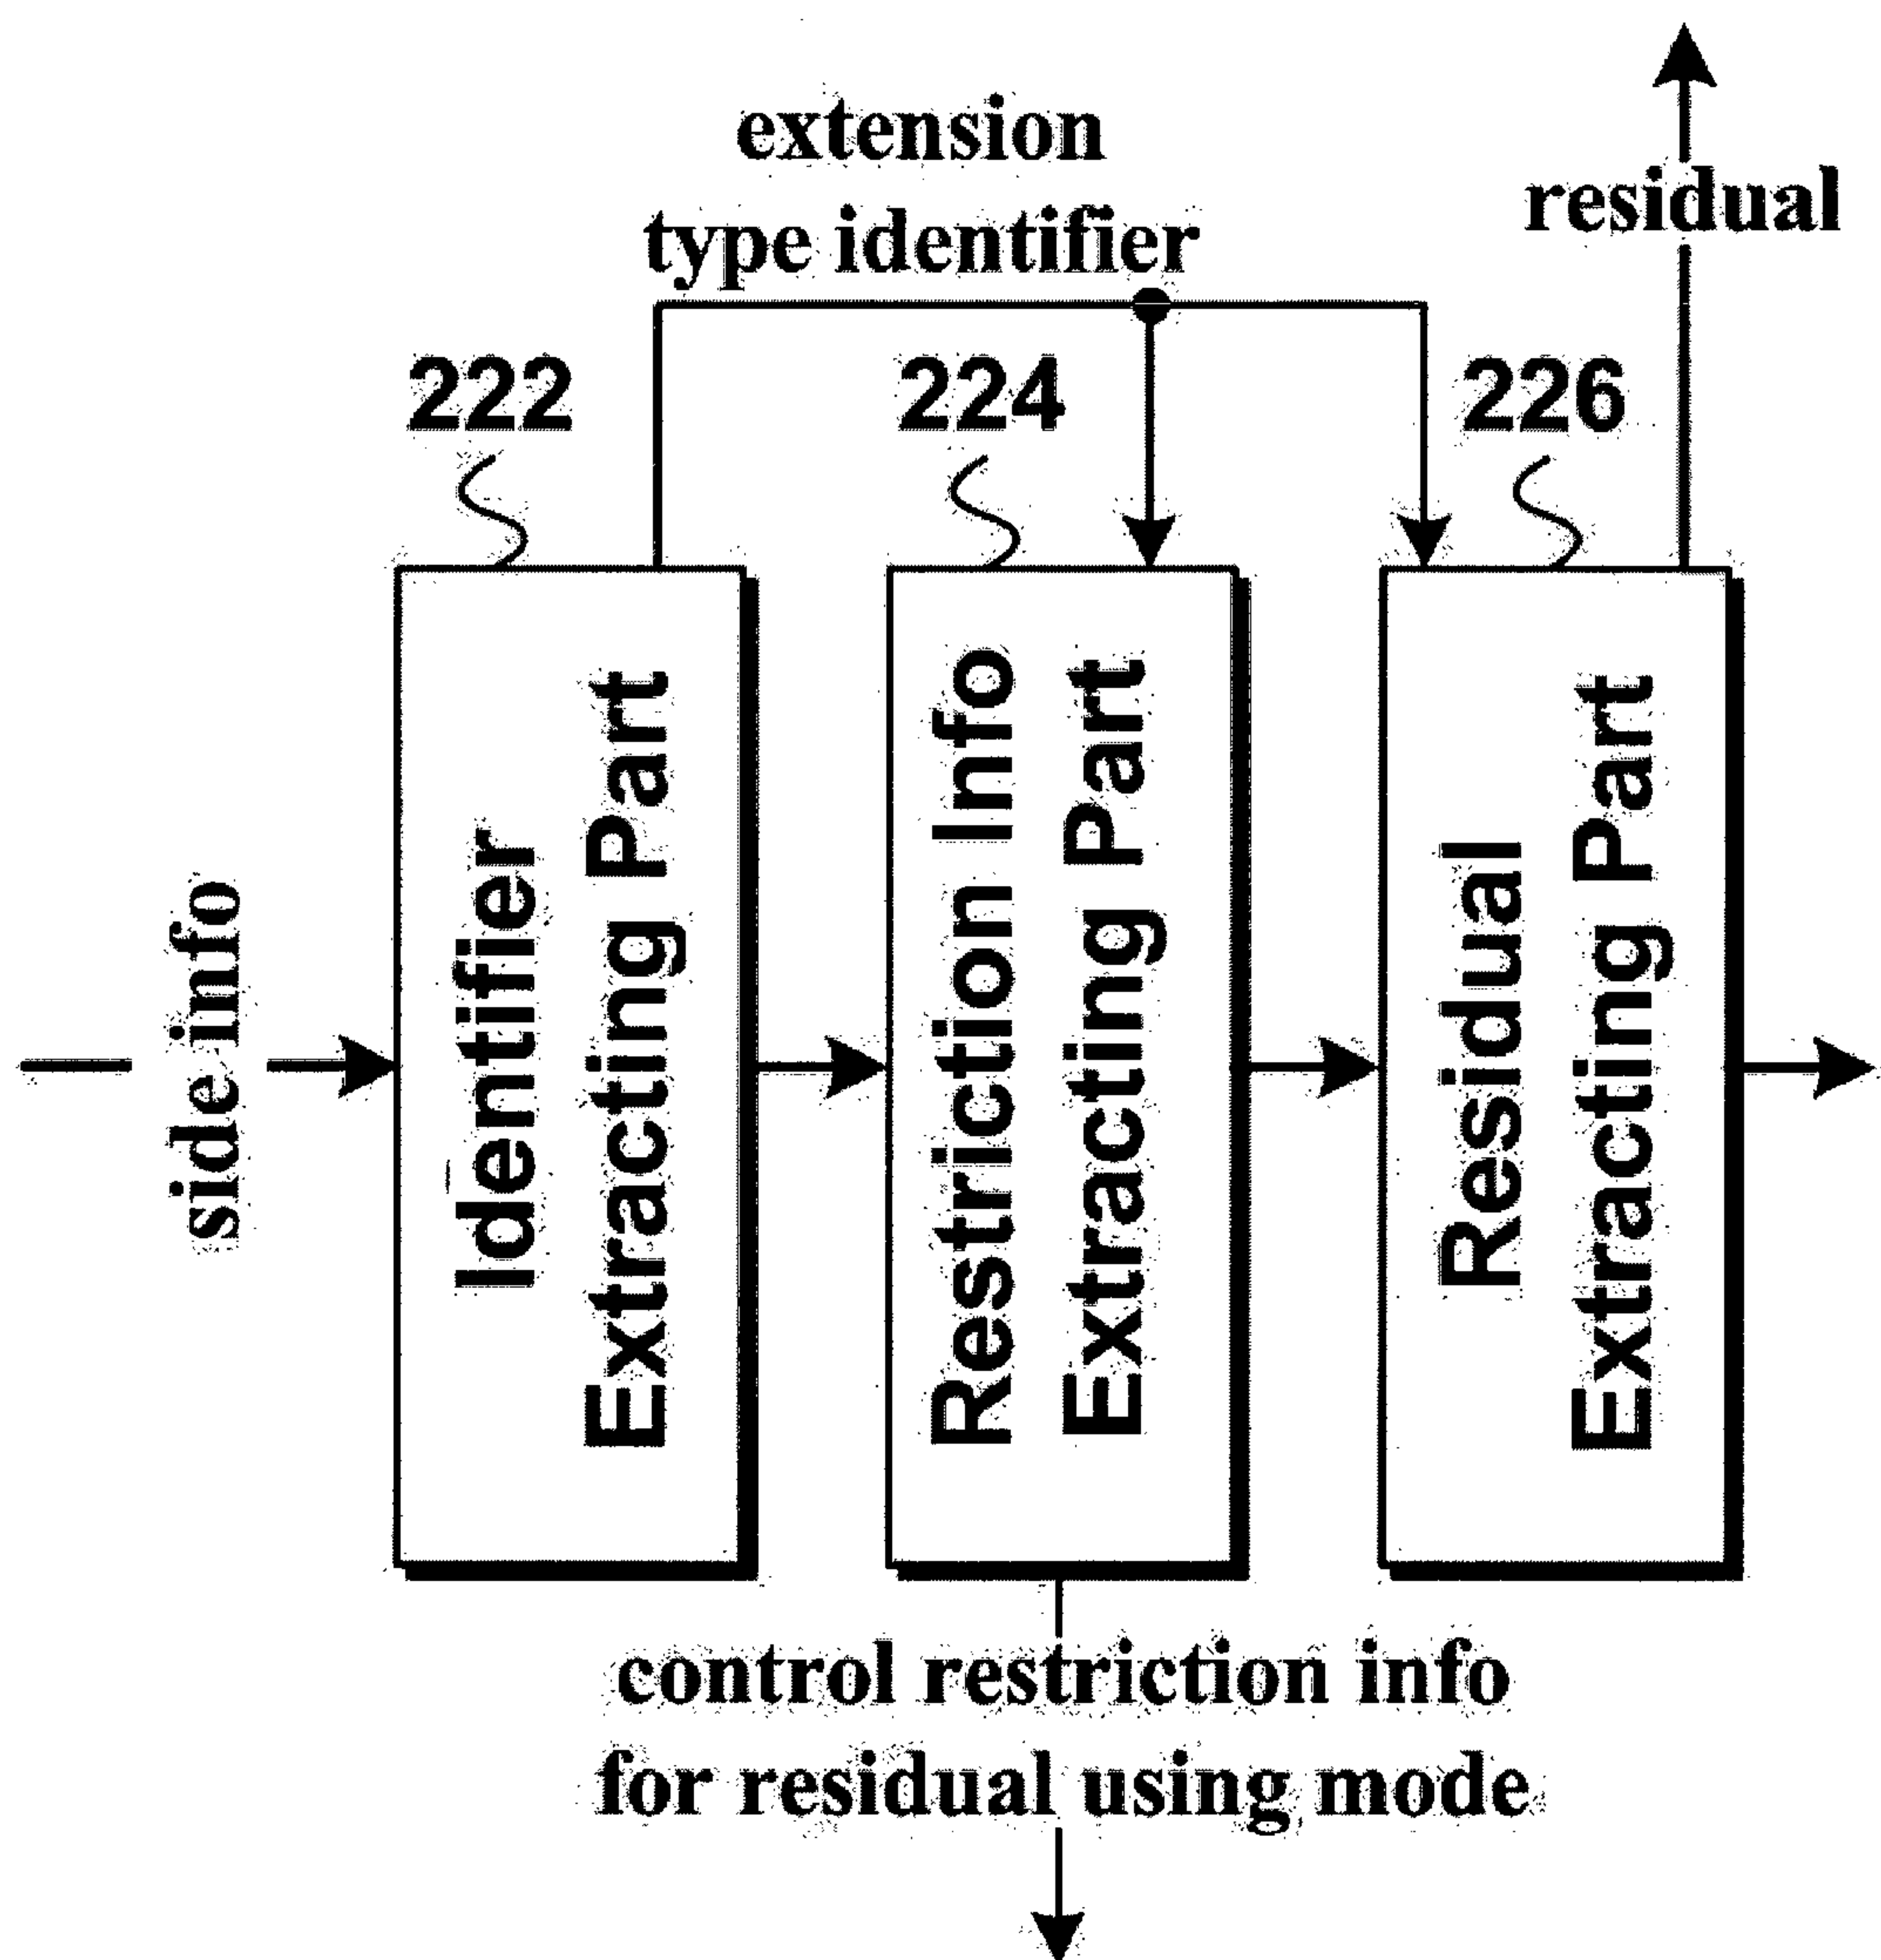 extension
type identifier
residual
222
224
226
side info
Identifier
Extracting Part
Restriction Info
Extracting Part
Residual
Extracting Part
control restriction info
for residual using mode